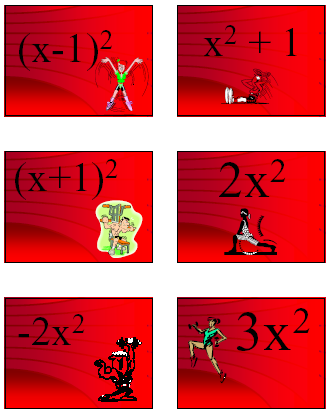 (x-1)²
x² + 1
(x+1)²
2x²
-2x²
3x²